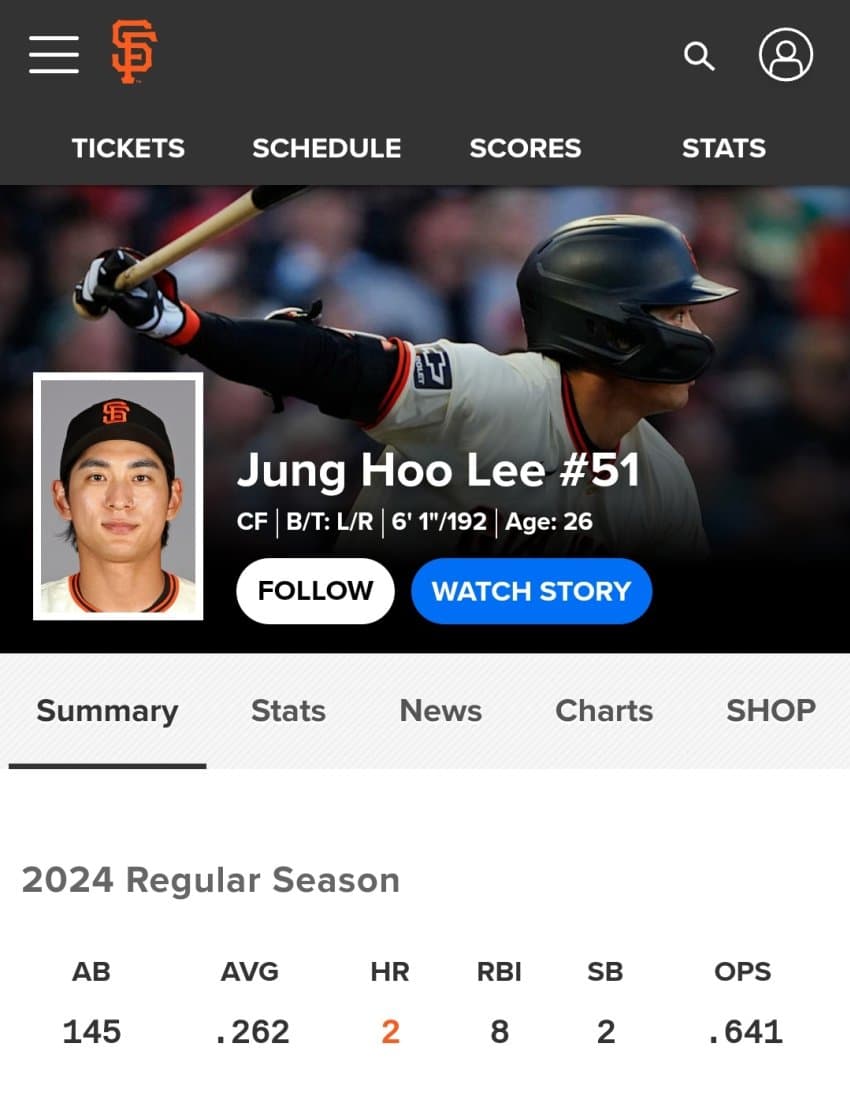 SF
TICKETS SCHEDULE SCORES STATS
Jung Hoo Lee #51
CF | B/T: L/R | 6' 1"/192 | Age: 26
FOLLOW WATCH STORY
Summary Stats News Charts SHOP
2024 Regular Season
AB AVG HR RBI SB OPS
145 .262 2 8 2 .641